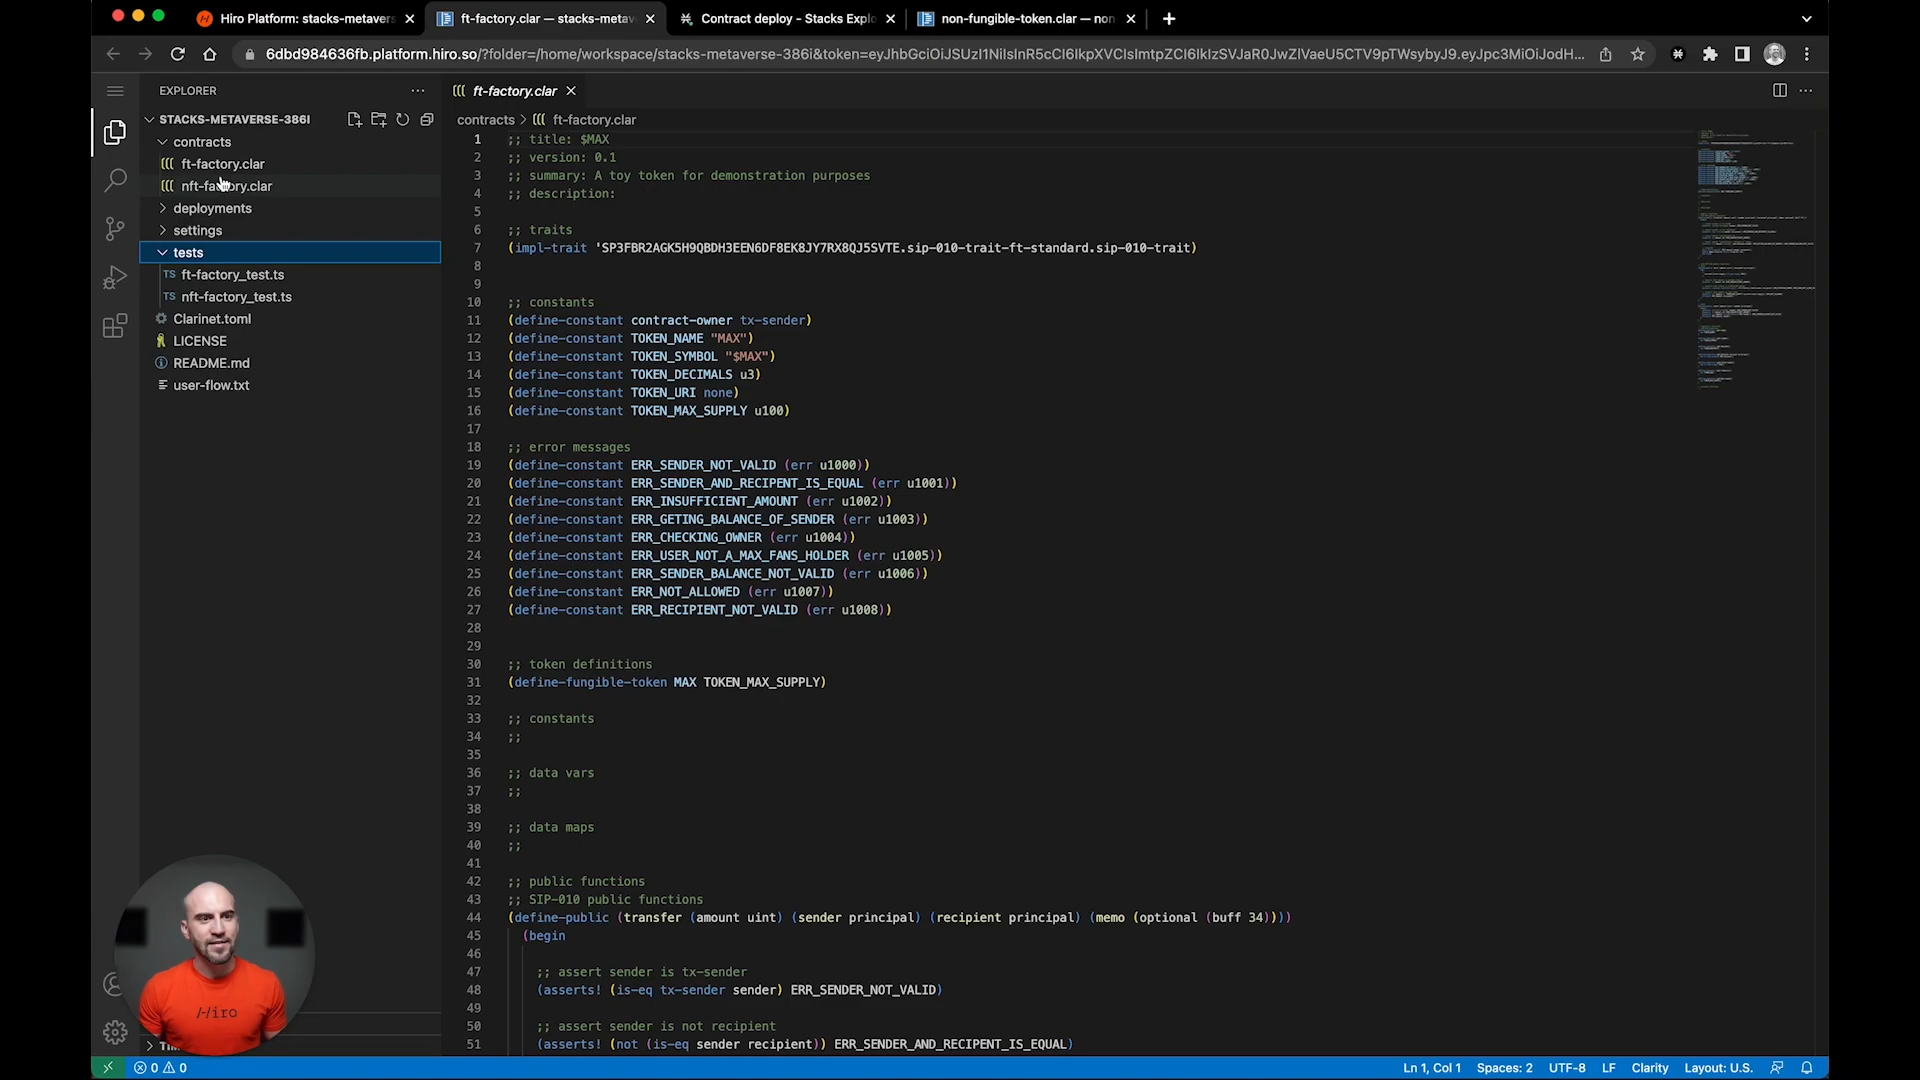 Hiro Platform: stacks-metavers
ft-factory.clar — stacks-metav
Contract deploy - Stacks Explo
non-fungible-token.clar — non
6dbd984636fb.platform.hiro.so/?folder=/home/workspace/stacks-metaverse-386i&token=eyJhbGciOiJSUzI1NiIsInR5cCI6IkpXVCIsImtpZCI6IklzSVJaR0JwZlVaeU5CTV9pTWsybyJ9.eyJpc3MiOiJodH...
EXPLORER
STACKS-METAVERSE-386I
contracts
ft-factory.clar
nft-factory.clar
deployments
settings
tests
TS ft-factory_test.ts
TS nft-factory_test.ts
Clarinet.toml
LICENSE
README.md
user-flow.txt
ft-factory.clar
contracts > ft-factory.clar
1 ;; title: $MAX
2 ;; version: 0.1
3 ;; summary: A toy token for demonstration purposes
4 ;; description:
5
6 ;; traits
7 (impl-trait 'SP3FBR2AGK5H9QBDH3EEN6DF8EK8JY7RX8QJ5SVTE.sip-010-trait-ft-standard.sip-010-trait)
8
9
10 ;; constants
11 (define-constant contract-owner tx-sender)
12 (define-constant TOKEN_NAME "MAX")
13 (define-constant TOKEN_SYMBOL "$MAX")
14 (define-constant TOKEN_DECIMALS u3)
15 (define-constant TOKEN_URI none)
16 (define-constant TOKEN_MAX_SUPPLY u100)
17
18 ;; error messages
19 (define-constant ERR_SENDER_NOT_VALID (err u1000))
20 (define-constant ERR_SENDER_AND_RECIPENT_IS_EQUAL (err u1001))
21 (define-constant ERR_INSUFFICIENT_AMOUNT (err u1002))
22 (define-constant ERR_GETING_BALANCE_OF_SENDER (err u1003))
23 (define-constant ERR_CHECKING_OWNER (err u1004))
24 (define-constant ERR_USER_NOT_A_MAX_FANS_HOLDER (err u1005))
25 (define-constant ERR_SENDER_BALANCE_NOT_VALID (err u1006))
26 (define-constant ERR_NOT_ALLOWED (err u1007))
27 (define-constant ERR_RECIPIENT_NOT_VALID (err u1008))
28
29
30 ;; token definitions
31 (define-fungible-token MAX TOKEN_MAX_SUPPLY)
32
33 ;; constants
34 ;;
35
36 ;; data vars
37 ;;
38
39 ;; data maps
40 ;;
41
42 ;; public functions
43 ;; SIP-010 public functions
44 (define-public (transfer (amount uint) (sender principal) (recipient principal) (memo (optional (buff 34))))
45 (begin
46
47 ;; assert sender is tx-sender
48 (asserts! (is-eq tx-sender sender) ERR_SENDER_NOT_VALID)
49
50 ;; assert sender is not recipient
51 (asserts! (not (is-eq sender recipient)) ERR_SENDER_AND_RECIPENT_IS_EQUAL)
Hiro
0 0
Ln 1, Col 1
Spaces: 2
UTF-8
LF
Clarity
Layout: U.S.